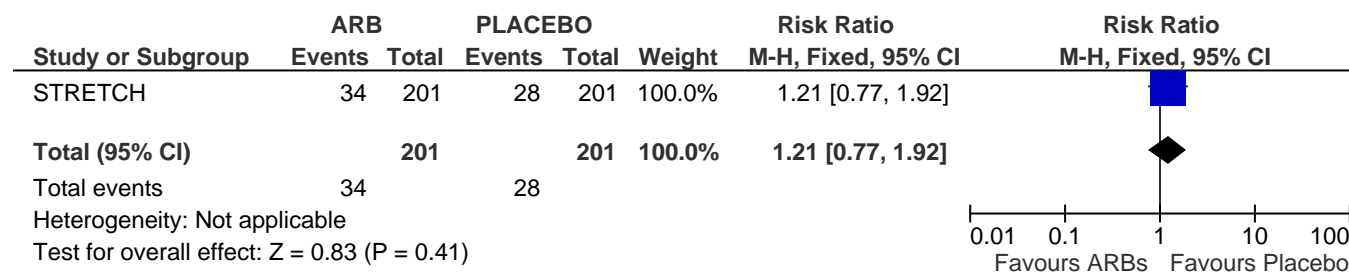 ARB PLACEBO Risk Ratio Risk Ratio
Study or Subgroup Events Total Events Total Weight M-H, Fixed, 95% CI M-H, Fixed, 95% CI
STRETCH 34 201 28 201 100.0% 1.21 [0.77, 1.92]
Total (95% CI) 201 201 100.0% 1.21 [0.77, 1.92]
Total events 34 28
Heterogeneity: Not applicable
Test for overall effect: Z = 0.83 (P = 0.41)
0.01 0.1 1 10 100
Favours ARBs Favours Placebo